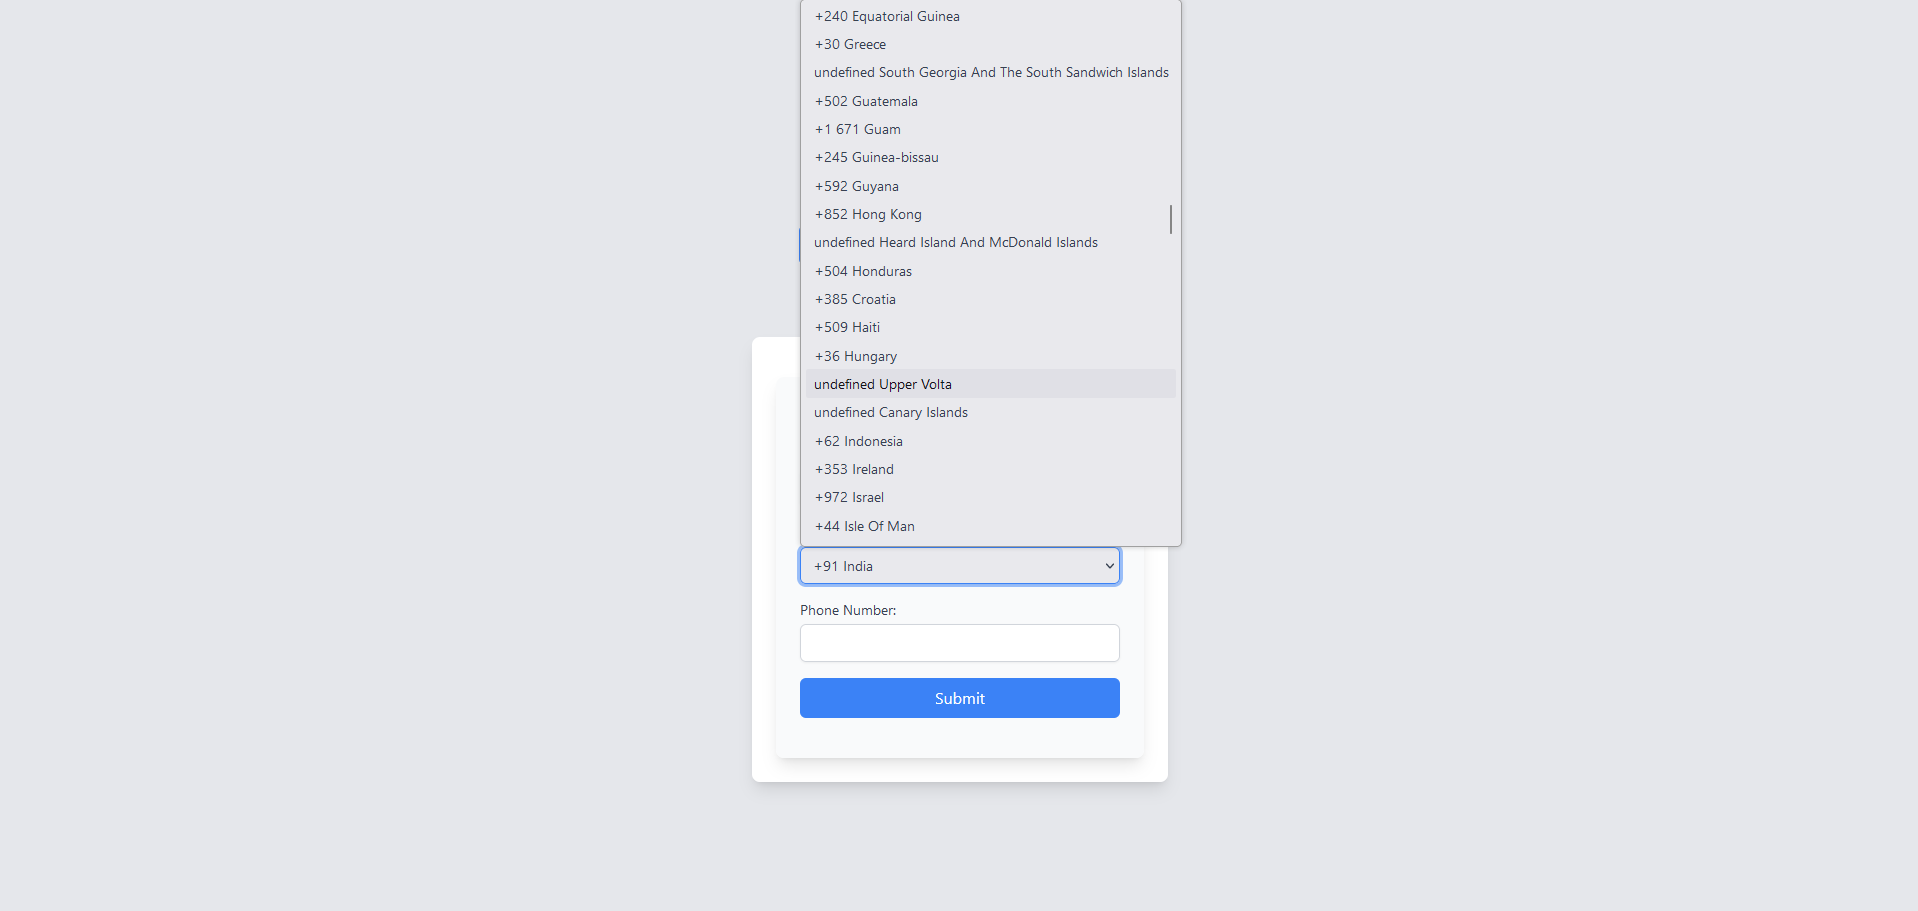 +240 Equatorial Guinea
+30 Greece
undefined South Georgia And The South Sandwich Islands
+502 Guatemala
+1 671 Guam
+245 Guinea-bissau
+592 Guyana
+852 Hong Kong
undefined Heard Island And McDonald Islands
+504 Honduras
+385 Croatia
+509 Haiti
+36 Hungary
undefined Upper Volta
undefined Canary Islands
+62 Indonesia
+353 Ireland
+972 Israel
+44 Isle Of Man
+91 India
Phone Number:
Submit